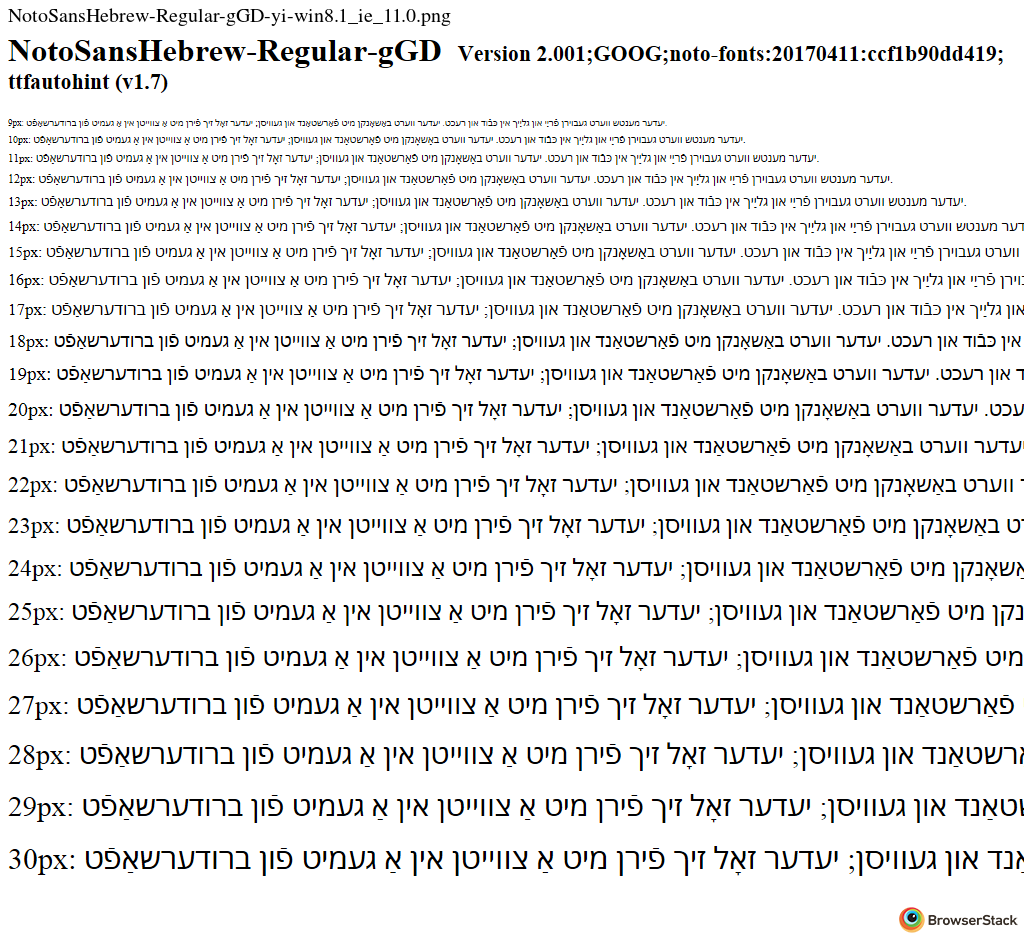 NotoSansHebrew-Regular-gGD-yi-win8.1_ie_11.0.png
NotoSansHebrew-Regular-gGD Version 2.001;GOOG;noto-fonts:20170411:ccf1b90dd419;
ttfautohint (v1.7)
9px: יעדער מענטש ווערט געבוירן פֿרײַ און גלײַך אין כּבֿוד און רעכט. יעדער ווערט באַשאָנקן מיט פֿאַרשטאַנד און געוויסן; יעדער זאָל זיך פֿירן מיט אַ צווייטן אין אַ געמיט פֿון ברודערשאַפֿט.
10px: יעדער מענטש ווערט געבוירן פֿרײַ און גלײַך אין כּבֿוד און רעכט. יעדער ווערט באַשאָנקן מיט פֿאַרשטאַנד און געוויסן; יעדער זאָל זיך פֿירן מיט אַ צווייטן אין אַ געמיט פֿון ברודערשאַפֿט.
11px: יעדער מענטש ווערט געבוירן פֿרײַ און גלײַך אין כּבֿוד און רעכט. יעדער ווערט באַשאָנקן מיט פֿאַרשטאַנד און געוויסן; יעדער זאָל זיך פֿירן מיט אַ צווייטן אין אַ געמיט פֿון ברודערשאַפֿט.
12px: יעדער מענטש ווערט געבוירן פֿרײַ און גלײַך אין כּבֿוד און רעכט. יעדער ווערט באַשאָנקן מיט פֿאַרשטאַנד און געוויסן; יעדער זאָל זיך פֿירן מיט אַ צווייטן אין אַ געמיט פֿון ברודערשאַפֿט.
13px: יעדער מענטש ווערט געבוירן פֿרײַ און גלײַך אין כּבֿוד און רעכט. יעדער ווערט באַשאָנקן מיט פֿאַרשטאַנד און געוויסן; יעדער זאָל זיך פֿירן מיט אַ צווייטן אין אַ געמיט פֿון ברודערשאַפֿט.
14px: דער מענטש ווערט געבוירן פֿרײַ און גלײַך אין כּבֿוד און רעכט. יעדער ווערט באַשאָנקן מיט פֿאַרשטאַנד און געוויסן; יעדער זאָל זיך פֿירן מיט אַ צווייטן אין אַ געמיט פֿון ברודערשאַפֿט
15px: ווערט געבוירן פֿרײַ און גלײַך אין כּבֿוד און רעכט. יעדער ווערט באַשאָנקן מיט פֿאַרשטאַנד און געוויסן; יעדער זאָל זיך פֿירן מיט אַ צווייטן אין אַ געמיט פֿון ברודערשאַפֿט
16px: וירן פֿרײַ און גלײַך אין כּבֿוד און רעכט. יעדער ווערט באַשאָנקן מיט פֿאַרשטאַנד און געוויסן; יעדער זאָל זיך פֿירן מיט אַ צווייטן אין אַ געמיט פֿון ברודערשאַפֿט
17px: און גלײַך אין כּבֿוד און רעכט. יעדער ווערט באַשאָנקן מיט פֿאַרשטאַנד און געוויסן; יעדער זאָל זיך פֿירן מיט אַ צווייטן אין אַ געמיט פֿון ברודערשאַפֿט
18px: אין כּבֿוד און רעכט. יעדער ווערט באַשאָנקן מיט פֿאַרשטאַנד און געוויסן; יעדער זאָל זיך פֿירן מיט אַ צווייטן אין אַ געמיט פֿון ברודערשאַפֿט
19px: ד און רעכט. יעדער ווערט באַשאָנקן מיט פֿאַרשטאַנד און געוויסן; יעדער זאָל זיך פֿירן מיט אַ צווייטן אין אַ געמיט פֿון ברודערשאַפֿט
20px: עכט. יעדער ווערט באַשאָנקן מיט פֿאַרשטאַנד און געוויסן; יעדער זאָל זיך פֿירן מיט אַ צווייטן אין אַ געמיט פֿון ברודערשאַפֿט
21px: יעדער ווערט באַשאָנקן מיט פֿאַרשטאַנד און געוויסן; יעדער זאָל זיך פֿירן מיט אַ צווייטן אין אַ געמיט פֿון ברודערשאַפֿט
22px: ר ווערט באַשאָנקן מיט פֿאַרשטאַנד און געוויסן; יעדער זאָל זיך פֿירן מיט אַ צווייטן אין אַ געמיט פֿון ברודערשאַפֿט
23px: ט באַשאָנקן מיט פֿאַרשטאַנד און געוויסן; יעדער זאָל זיך פֿירן מיט אַ צווייטן אין אַ געמיט פֿון ברודערשאַפֿט
24px: אַשאָנקן מיט פֿאַרשטאַנד און געוויסן; יעדער זאָל זיך פֿירן מיט אַ צווייטן אין אַ געמיט פֿון ברודערשאַפֿט
25px: נקן מיט פֿאַרשטאַנד און געוויסן; יעדער זאָל זיך פֿירן מיט אַ צווייטן אין אַ געמיט פֿון ברודערשאַפֿט
26px: מיט פֿאַרשטאַנד און געוויסן; יעדער זאָל זיך פֿירן מיט אַ צווייטן אין אַ געמיט פֿון ברודערשאַפֿט
27px: פֿאַרשטאַנד און געוויסן; יעדער זאָל זיך פֿירן מיט אַ צווייטן אין אַ געמיט פֿון ברודערשאַפֿט
28px: רשטאַנד און געוויסן; יעדער זאָל זיך פֿירן מיט אַ צווייטן אין אַ געמיט פֿון ברודערשאַפֿט
29px: שטאַנד און געוויסן; יעדער זאָל זיך פֿירן מיט אַ צווייטן אין אַ געמיט פֿון ברודערשאַפֿט
30px: אַנד און געוויסן; יעדער זאָל זיך פֿירן מיט אַ צווייטן אין אַ געמיט פֿון ברודערשאַפֿט
BrowserStack